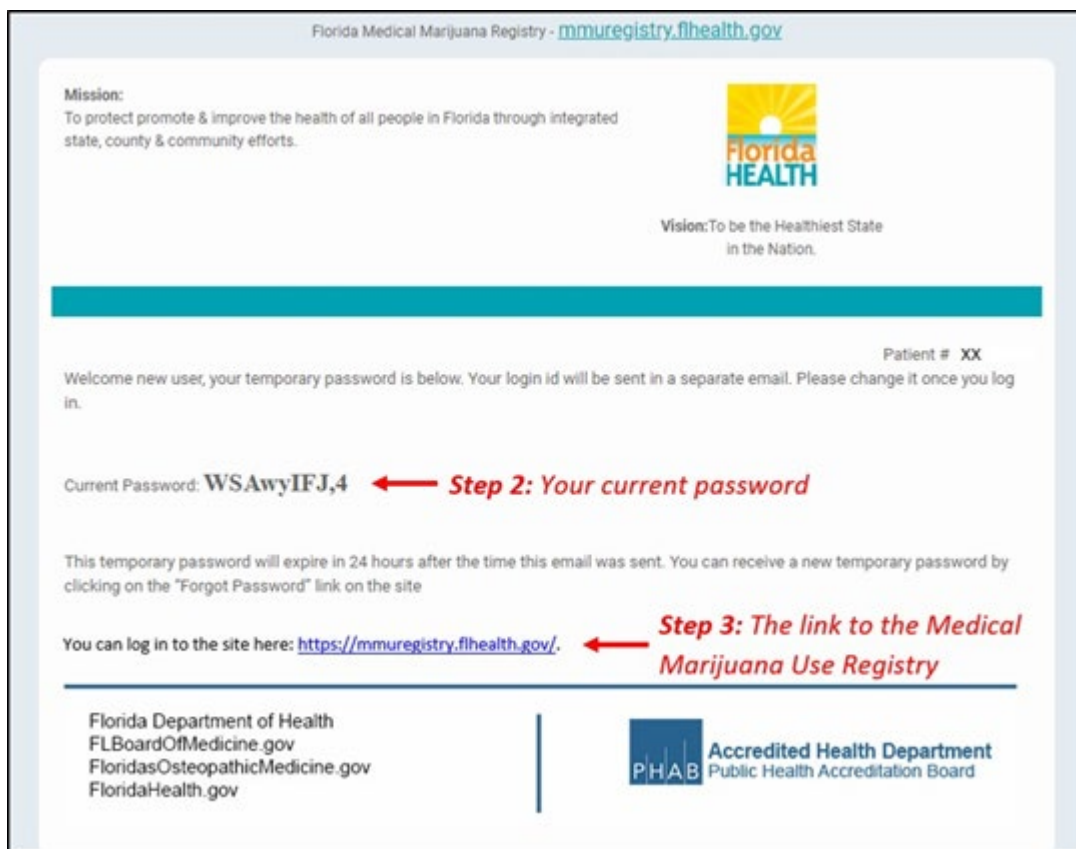 Florida Medical Marijuana Registry - mmuregistry.flhealth.gov
Mission:
To protect promote & improve the health of all people in Florida through integrated
state, county & community efforts.
Florida
HEALTH
Vision:To be the Healthiest State
in the Nation.
Patient # XX
Welcome new user, your temporary password is below. Your login id will be sent in a separate email. Please change it once you log
in.
Current Password: WSAwyIFJ,4 Step 2: Your current password
This temporary password will expire in 24 hours after the time this email was sent. You can receive a new temporary password by
clicking on the "Forgot Password" link on the site
You can log in to the site here: https://mmuregistry.flhealth.gov/.
Step 3: The link to the Medical
Marijuana Use Registry
Florida Department of Health
FLBoardOfMedicine.gov
FloridasOsteopathicMedicine.gov
FloridaHealth.gov
PHAB
Accredited Health Department
Public Health Accreditation Board